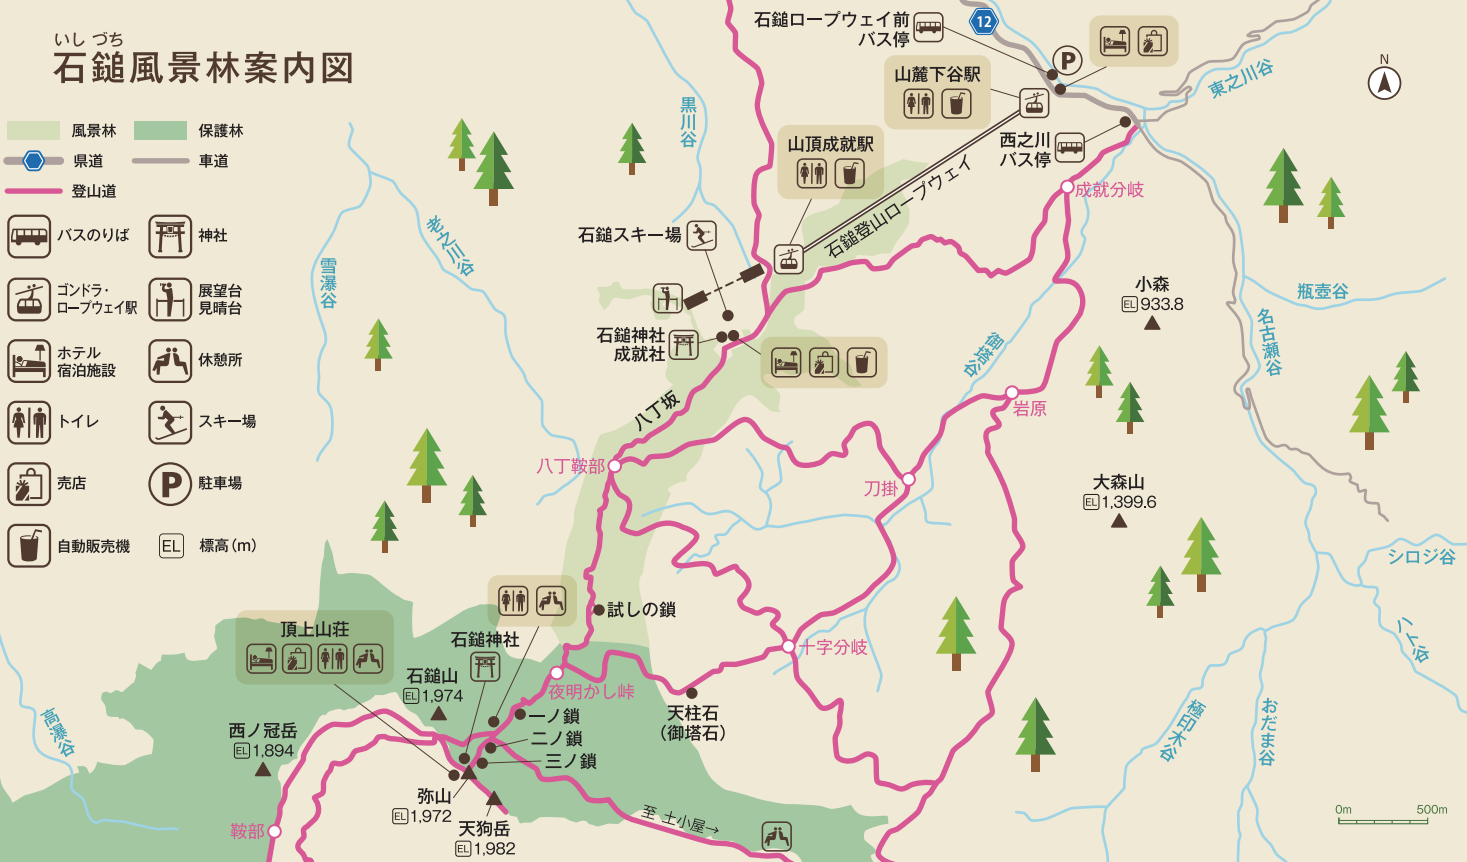 いし づち
石鎚風景林案内図
風景林
保護林
県道
車道
登山道
バスのりば
神社
ゴンドラ・
ロープウェイ駅
展望台
見晴台
ホテル
宿泊施設
休憩所
トイレ
スキー場
売店
P
駐車場
自動販売機
EL
標高(m)
石鎚ロープウェイ前
バス停
12
P
東之川谷
N
山麓下谷駅
西之川
バス停
黒川谷
山頂成就駅
石鎚登山ロープウェイ
成就分岐
石鎚スキー場
老之川谷
雪瀑谷
小森
EL 933.8
瓶壺谷
名古瀬谷
石鎚神社
成就社
御塔谷
八丁坂
岩原
八丁鞍部
刀掛
大森山
EL 1,399.6
シロジ谷
試しの鎖
頂上山荘
石鎚神社
十字分岐
八丁谷
石鎚山
EL 1,974
夜明かし峠
天柱石
(御塔石)
一ノ鎖
二ノ鎖
三ノ鎖
高瀑谷
西ノ冠岳
EL 1,894
極印木谷
おだま谷
弥山
EL 1,972
天狗岳
EL 1,982
鞍部
至 土小屋→
0m
500m